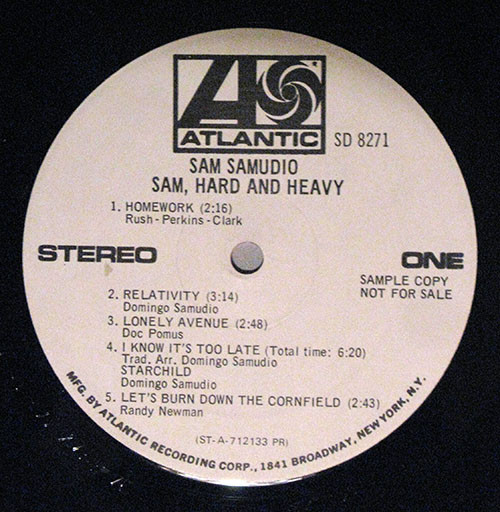 ATLANTIC
SD 8271
SAM SAMUDIO
SAM, HARD AND HEAVY
1. HOMEWORK (2:16)
Rush - Perkins - Clark
STEREO
ONE
SAMPLE COPY
NOT FOR SALE
2. RELATIVITY (3:14)
Domingo Samudio
3. LONELY AVENUE (2:48)
Doc Pomus
4. I KNOW IT'S TOO LATE (Total time: 6:20)
Trad. Arr. Domingo Samudio
STARCHILD
Domingo Samudio
5. LET'S BURN DOWN THE CORNFIELD (2:43)
Randy Newman
(ST-A-712133 PR)
MFG. BY ATLANTIC RECORDING CORP., 1841 BROADWAY, NEW YORK, N.Y.